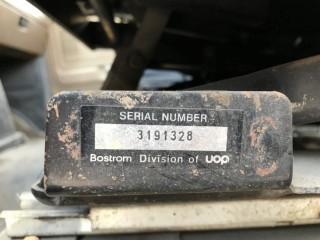 SERIAL NUMBER
3191328
Bostrom Division of uop